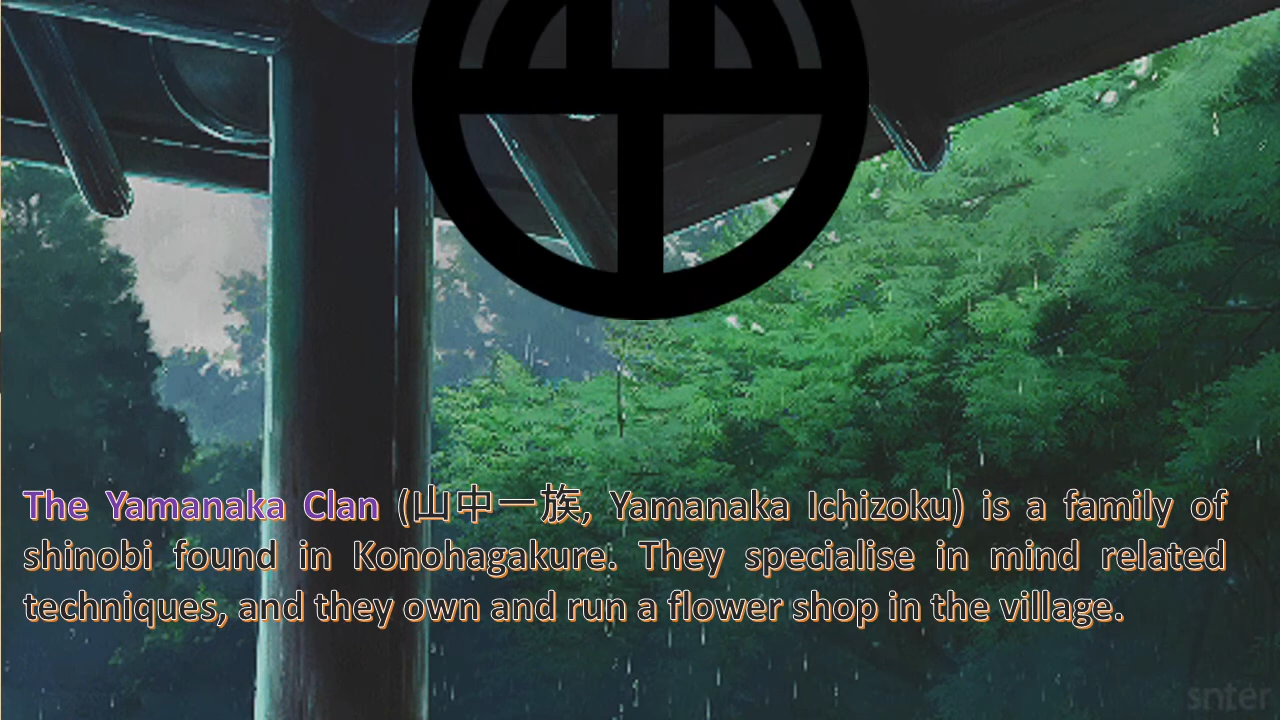 The Yamanaka Clan (山中一族, Yamanaka Ichizoku) is a family of
shinobi found in Konohagakure. They specialise in mind related
techniques, and they own and run a flower shop in the village.
snter